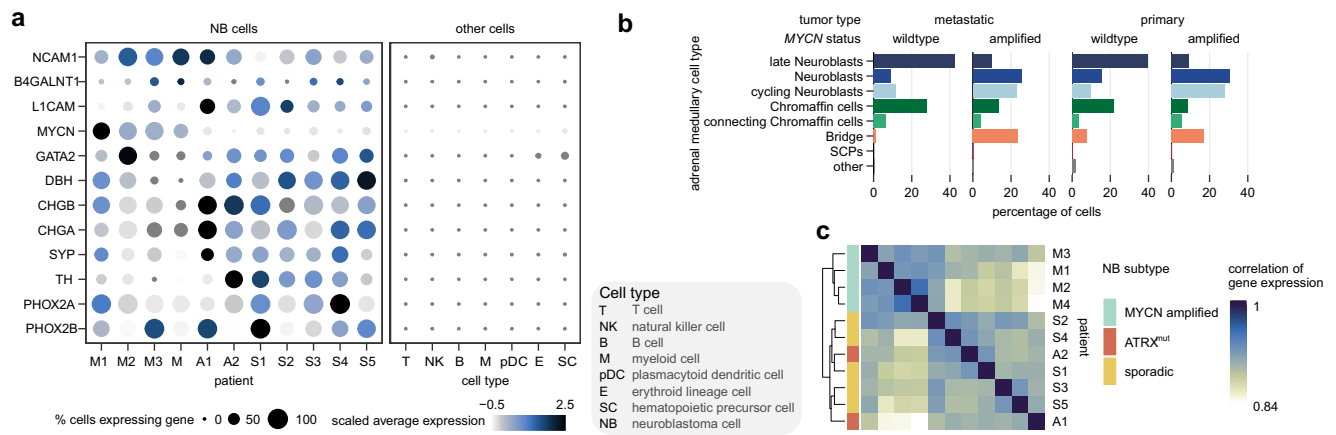 a
NB cells
other cells
NCAM1
B4GALNT1
L1CAM
MYCN
GATA2
DBH
CHGB
CHGA
SYP
TH
PHOX2A
PHOX2B
M1 M2 M3 M A1 A2 S1 S2 S3 S4 S5
T NK B M pDC E SC
patient
cell type
% cells expressing gene 0 50 100
scaled average expression
−0.5 2.5
b
tumor type metastatic primary
MYCN status wildtype amplified wildtype amplified
adrenal medullary cell type
late Neuroblasts
Neuroblasts
cycling Neuroblasts
Chromaffin cells
connecting Chromaffin cells
Bridge
SCPs
other
0 20 40 0 20 40 0 20 40 0 20 40
percentage of cells
Cell type
T T cell
NK natural killer cell
B B cell
M myeloid cell
pDC plasmacytoid dendritic cell
E erythroid lineage cell
SC hematopoietic precursor cell
NB neuroblastoma cell
c
M3
M1
M2
M4
S2
S4
A2
S1
S3
S5
A1
patient
NB subtype
MYCN amplified
ATRXmut
sporadic
correlation of
gene expression
1
0.84